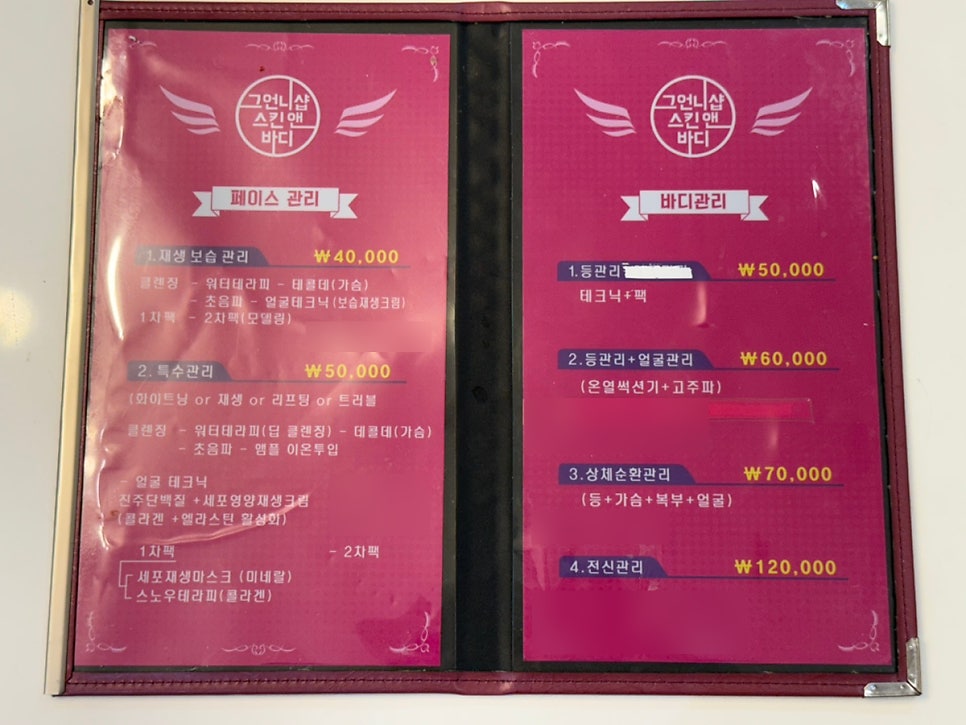 그언니샵
스킨앤
바디
페이스 관리
1.재생 보습 관리 ₩40,000
클렌징 - 워터테라피 - 테콜데(가슴)
- 초음파 - 얼굴테크닉(보습재생크림)
1차팩 - 2차팩(모델링)
2. 특수관리 ₩50,000
(화이트닝 or 재생 or 리프팅 or 트러블
클렌징 - 워터테라피(딥 클렌징) - 테콜데(가슴)
- 초음파 - 앰플 이온투입
- 얼굴 테크닉
진주단백질 +세포영양재생크림
(콜라겐 +엘라스틴 활성화)
1차팩 - 2차팩
세포재생마스크 (미네랄)
스노우테라피(콜라겐)
그언니샵
스킨앤
바디
바디관리
1.등관리 ₩50,000
테크닉+팩
2.등관리+얼굴관리 ₩60,000
(온열썩션기+고주파)
3.상체순환관리 ₩70,000
(등+가슴+복부+얼굴)
4.전신관리 ₩120,000